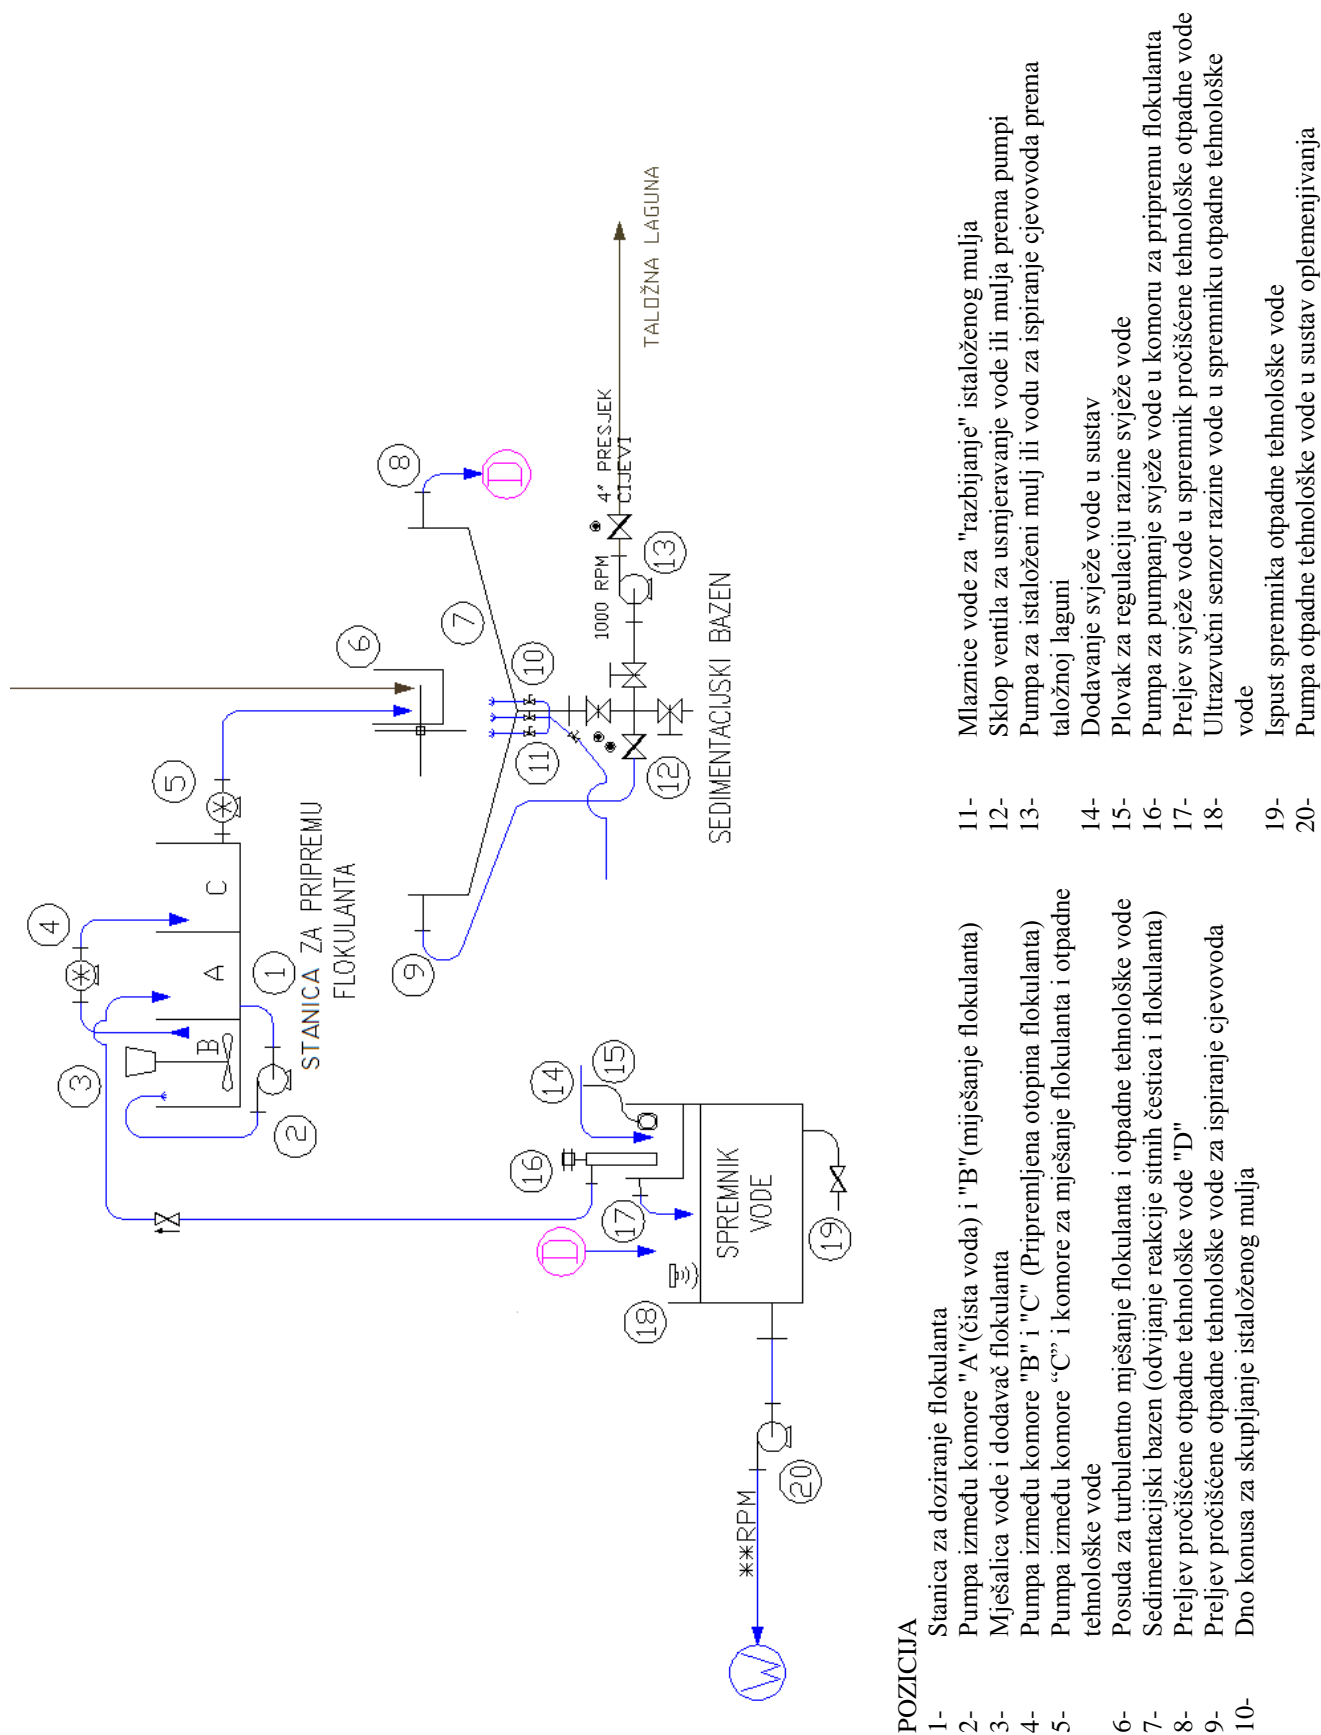 STANICA ZA PRIPREMU
FLOKULANTA
A
B
C
1
2
3
4
5
6
7
8
9
10
11
12
13
D
1000 RPM
4" PRESJEK
CIJEVI
TALOŽNA LAGUNA
SEDIMENTACIJSKI BAZEN
14
15
16
17
18
19
20
D
SPREMNIK
VODE
**RPM
W
POZICIJA
1- Stanica za doziranje flokulanta
2- Pumpa između komore "A"(čista voda) i "B"(miješanje flokulanta)
3- Mješalica vode i dodavač flokulanta
4- Pumpa između komore "B" i "C" (Pripremljena otopina flokulanta)
5- Pumpa između komore “C” i komore za mješanje flokulanta i otpadne
tehnološke vode
6- Posuda za turbulentno mješanje flokulanta i otpadne tehnološke vode
7- Sedimentacijski bazen (odvijanje reakcije sitnih čestica i flokulanta)
8- Preljev pročišćene otpadne tehnološke vode "D"
9- Preljev pročišćene otpadne tehnološke vode za ispiranje cjevovoda
10- Dno konusa za skupljanje istaloženog mulja
11- Mlaznice vode za "razbijanje" istaloženog mulja
12- Sklop ventila za usmjeravanje vode ili mulja prema pumpi
13- Pumpa za istaloženi mulj ili vodu za ispiranje cjevovoda prema
taložnoj laguni
14- Dodavanje svježe vode u sustav
15- Plovak za regulaciju razine svježe vode
16- Pumpa za pumpanje svježe vode u komoru za pripremu flokulanta
17- Preljev svježe vode u spremnik pročišćene tehnološke otpadne vode
18- Ultrazvučni senzor razine vode u spremniku otpadne tehnološke
vode
19- Ispust spremnika otpadne tehnološke vode
20- Pumpa otpadne tehnološke vode u sustav oplemenjivanja